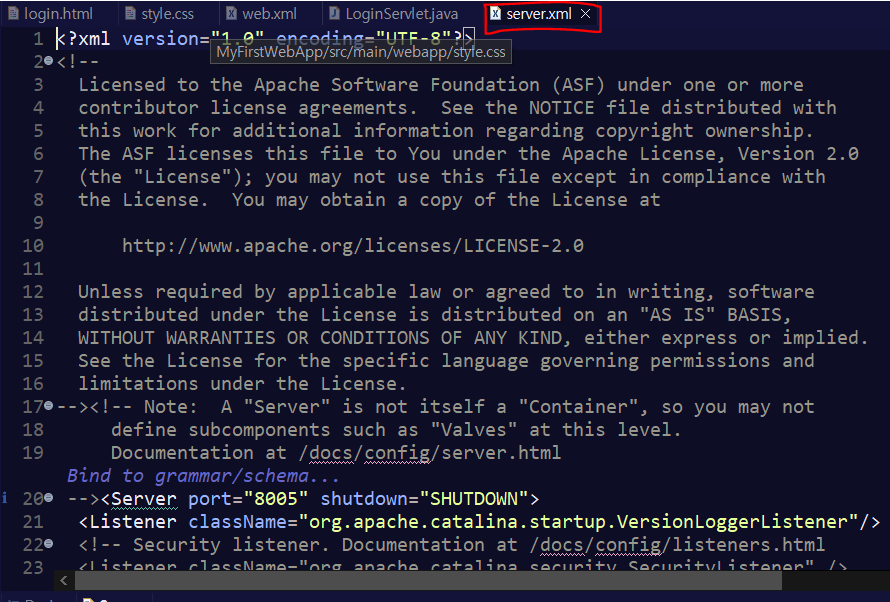 login.html style.css web.xml LoginServlet.java server.xml
1 <?xml version="1.0" encoding="UTF-8"?>
MyFirstWebApp/src/main/webapp/style.css
2 <!--
3 Licensed to the Apache Software Foundation (ASF) under one or more
4 contributor license agreements.  See the NOTICE file distributed with
5 this work for additional information regarding copyright ownership.
6 The ASF licenses this file to You under the Apache License, Version 2.0
7 (the "License"); you may not use this file except in compliance with
8 the License.  You may obtain a copy of the License at
9
10 http://www.apache.org/licenses/LICENSE-2.0
11
12 Unless required by applicable law or agreed to in writing, software
13 distributed under the License is distributed on an "AS IS" BASIS,
14 WITHOUT WARRANTIES OR CONDITIONS OF ANY KIND, either express or implied.
15 See the License for the specific language governing permissions and
16 limitations under the License.
17 --><!-- Note:  A "Server" is not itself a "Container", so you may not
18 define subcomponents such as "Valves" at this level.
19 Documentation at /docs/config/server.html
Bind to grammar/schema...
20 --><Server port="8005" shutdown="SHUTDOWN">
21 <Listener className="org.apache.catalina.startup.VersionLoggerListener"/>
22 <!-- Security listener. Documentation at /docs/config/listeners.html
23 <Listener className="org.apache.catalina.security.SecurityListener" />